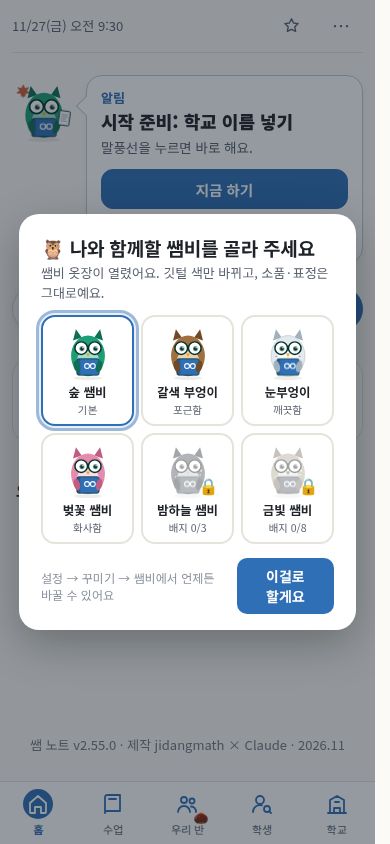 11/27(금) 오전 9:30
알림
시작 준비: 학교 이름 넣기
말풍선을 누르면 바로 해요.
지금 하기
🦉 나와 함께할 쌤비를 골라 주세요
쌤비 옷장이 열렸어요. 깃털 색만 바뀌고, 소품·표정은
그대로예요.
숲 쌤비
기본
갈색 부엉이
포근함
눈부엉이
깨끗함
벚꽃 쌤비
화사함
밤하늘 쌤비
배지 0/3
금빛 쌤비
배지 0/8
설정 → 꾸미기 → 쌤비에서 언제든
바꿀 수 있어요
이걸로
할게요
쌤 노트 v2.55.0 · 제작 jidangmath × Claude · 2026.11
홈
수업
우리 반
학생
학교